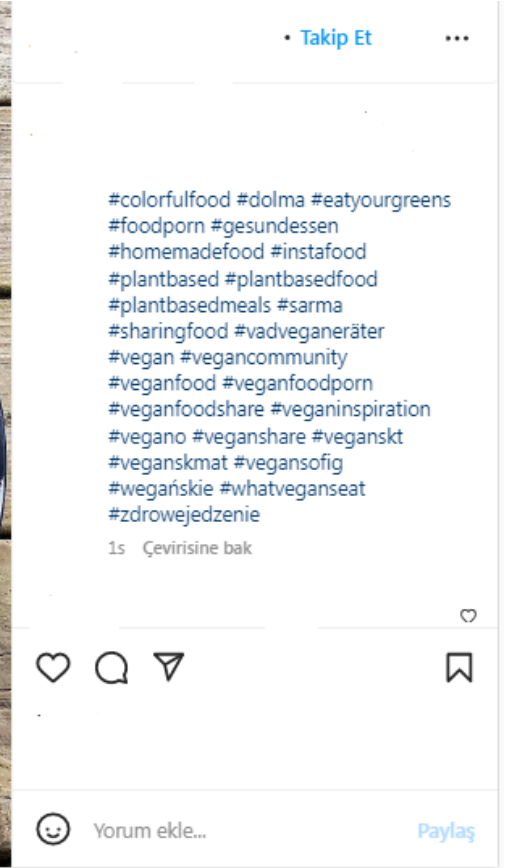 • Takip Et
#colorfulfood #dolma #eatyourgreens
#foodporn #gesundessen
#homemadefood #instafood
#plantbased #plantbasedfood
#plantbasedmeals #sarma
#sharingfood #vadveganeräter
#vegan #vegancommunity
#veganfood #veganfoodporn
#veganfoodshare #veganinspiration
#vegano #veganshare #veganskt
#veganskmat #vegansofig
#wegańskie #whatveganseat
#zdrowejedzenie
1s Çevirisine bak
Yorum ekle... Paylaş